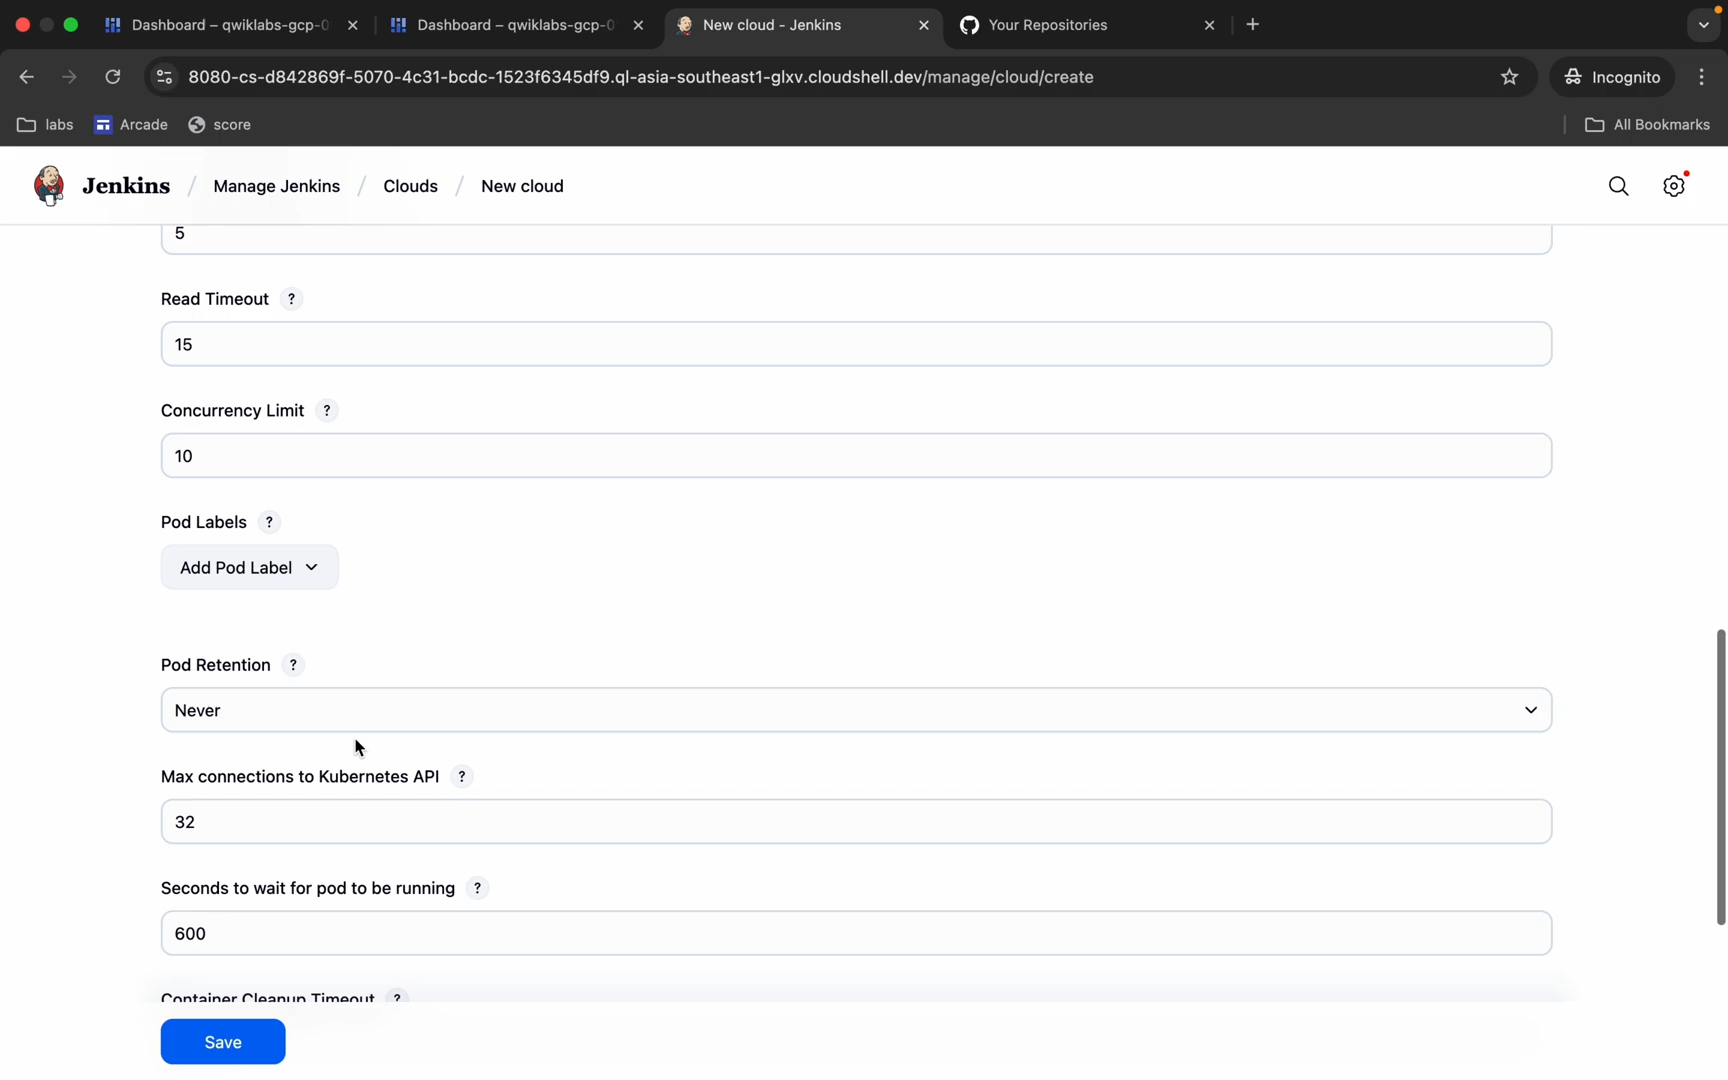 Dashboard – qwiklabs-gcp-0
Dashboard – qwiklabs-gcp-0
New cloud - Jenkins
Your Repositories
8080-cs-d842869f-5070-4c31-bcdc-1523f6345df9.ql-asia-southeast1-glxv.cloudshell.dev/manage/cloud/create
Incognito
labs
Arcade
score
All Bookmarks
Jenkins / Manage Jenkins / Clouds / New cloud
5
Read Timeout ?
15
Concurrency Limit ?
10
Pod Labels ?
Add Pod Label
Pod Retention ?
Never
Max connections to Kubernetes API ?
32
Seconds to wait for pod to be running ?
600
Container Cleanup Timeout ?
Save